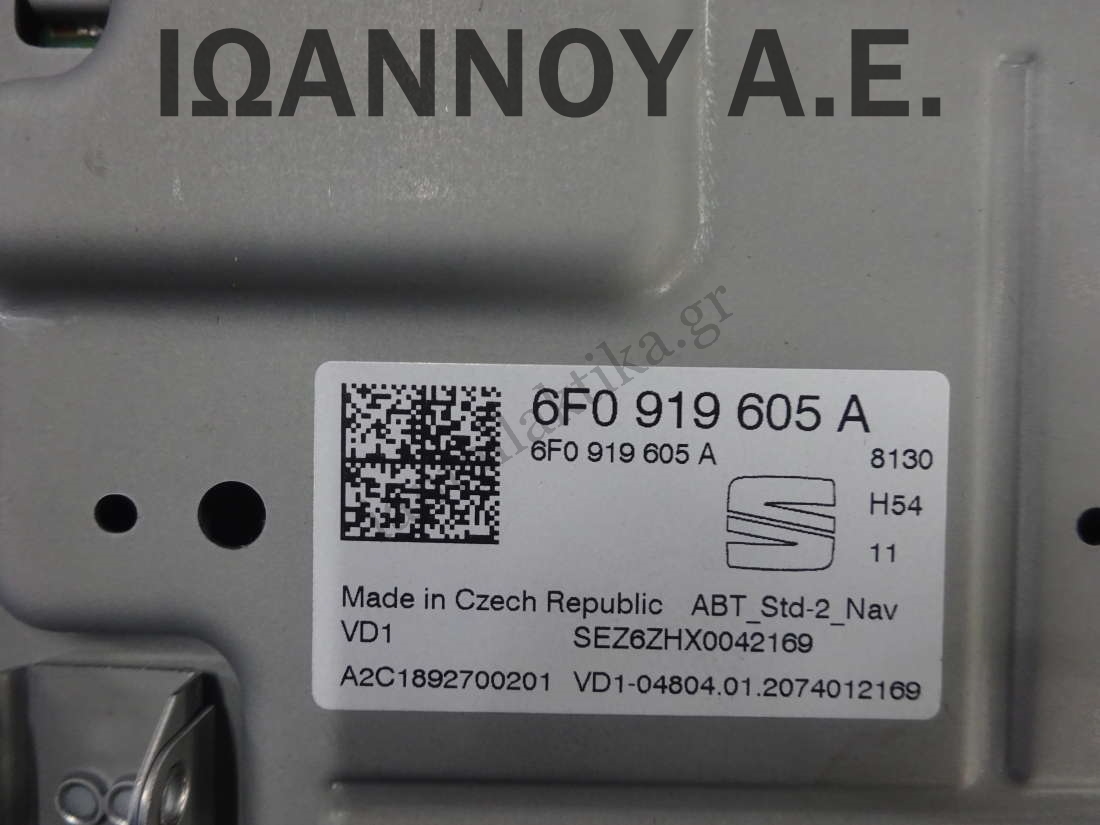 ΙΩΑΝΝΟΥ Α.Ε.
6F0 919 605 A
6F0 919 605 A
8130
H54
11
Made in Czech Republic ABT_Std-2_Nav
VD1 SEZ6ZHX0042169
A2C1892700201 VD1-04804.01.2074012169